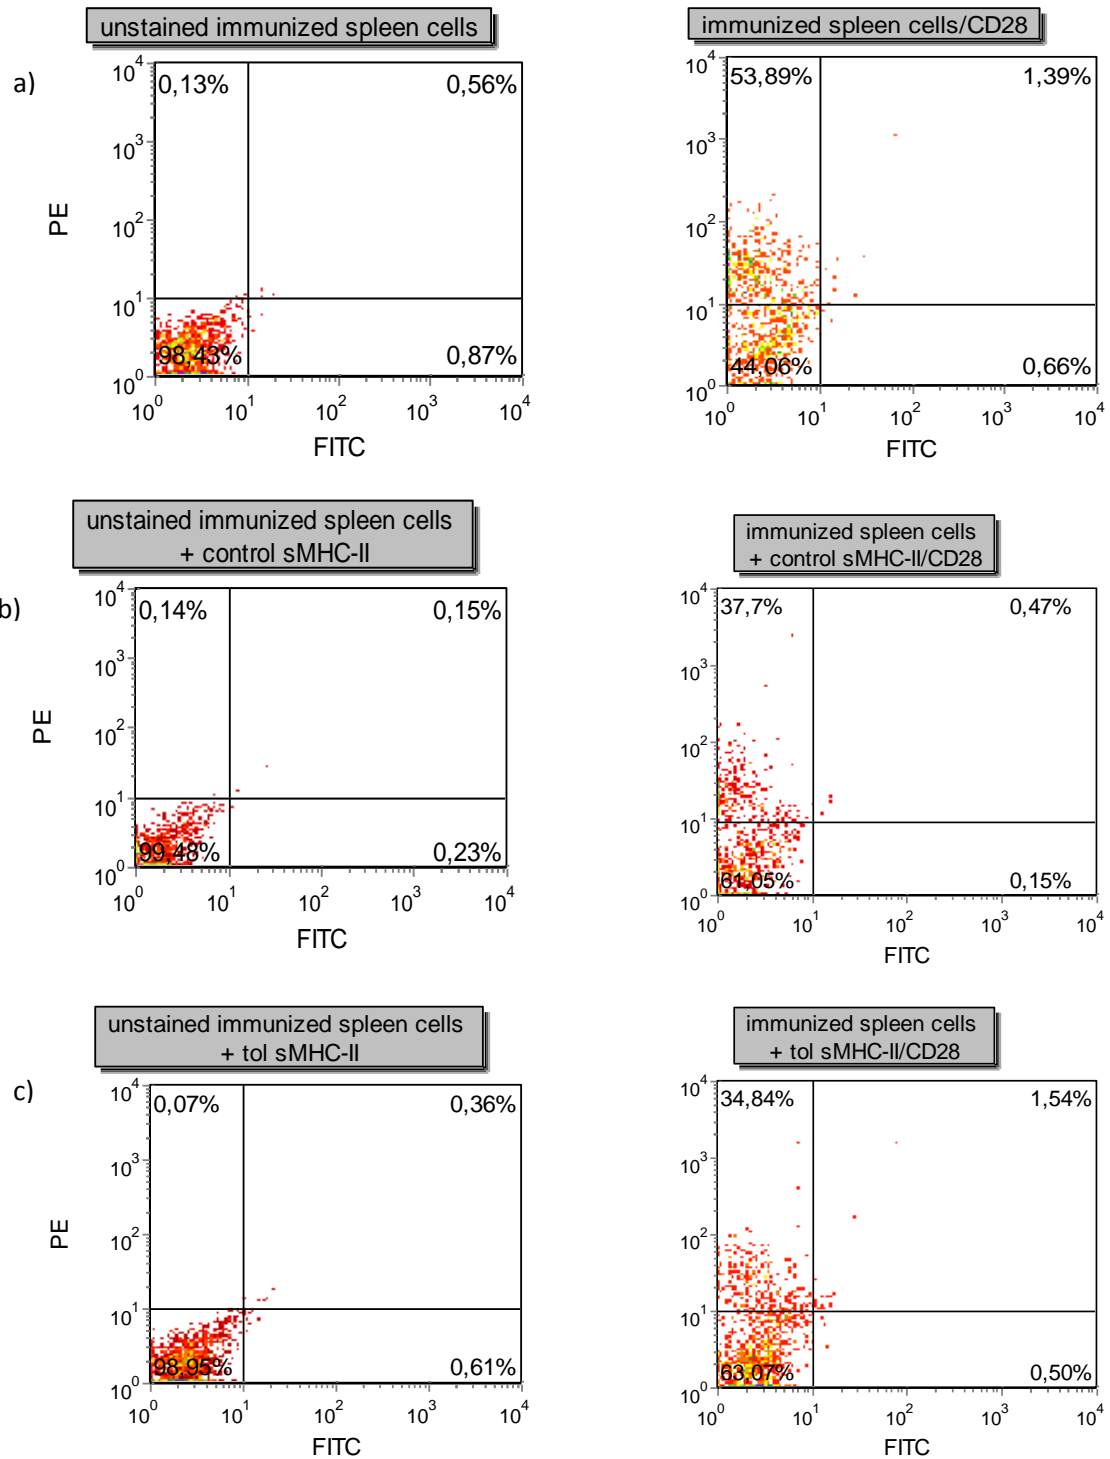 unstained immunized spleen cells
immunized spleen cells/CD28
a)
10^4
0,13%
0,56%
10^3
10^2
10^1
98,43%
0,87%
10^0
PE
10^0 10^1 10^2 10^3 10^4
FITC
10^4
53,89%
1,39%
10^3
10^2
10^1
44,06%
0,66%
10^0
10^0 10^1 10^2 10^3 10^4
FITC
unstained immunized spleen cells
+ control sMHC-II
immunized spleen cells
+ control sMHC-II/CD28
b)
10^4
0,14%
0,15%
10^3
10^2
10^1
99,48%
0,23%
10^0
PE
10^0 10^1 10^2 10^3 10^4
FITC
10^4
37,7%
0,47%
10^3
10^2
10^1
61,05%
0,15%
10^0
10^0 10^1 10^2 10^3 10^4
FITC
unstained immunized spleen cells
+ tol sMHC-II
immunized spleen cells
+ tol sMHC-II/CD28
c)
10^4
0,07%
0,36%
10^3
10^2
10^1
98,95%
0,61%
10^0
PE
10^0 10^1 10^2 10^3 10^4
FITC
10^4
34,84%
1,54%
10^3
10^2
10^1
63,07%
0,50%
10^0
10^0 10^1 10^2 10^3 10^4
FITC